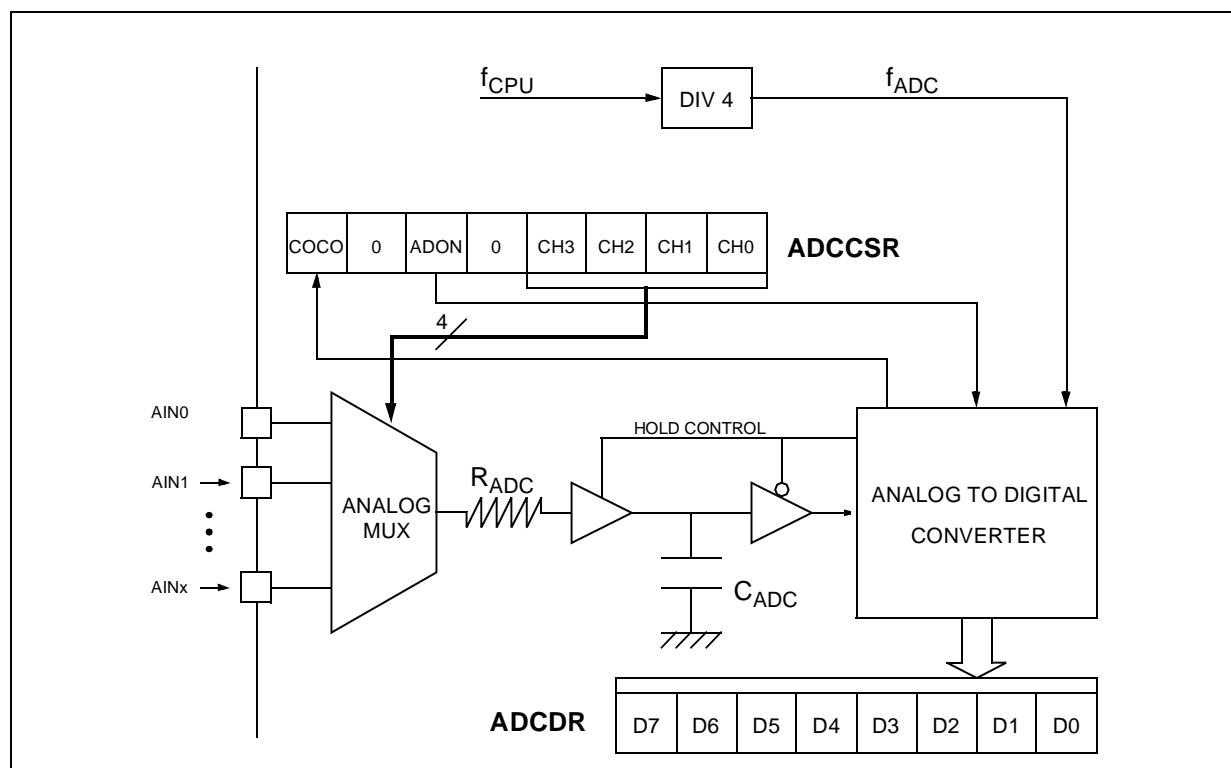 fCPU
DIV 4
fADC
COCO 0 ADON 0 CH3 CH2 CH1 CH0
ADCCSR
4
AIN0
AIN1
AINx
ANALOG
MUX
RADC
HOLD CONTROL
CADC
ANALOG TO DIGITAL
CONVERTER
ADCDR
D7 D6 D5 D4 D3 D2 D1 D0